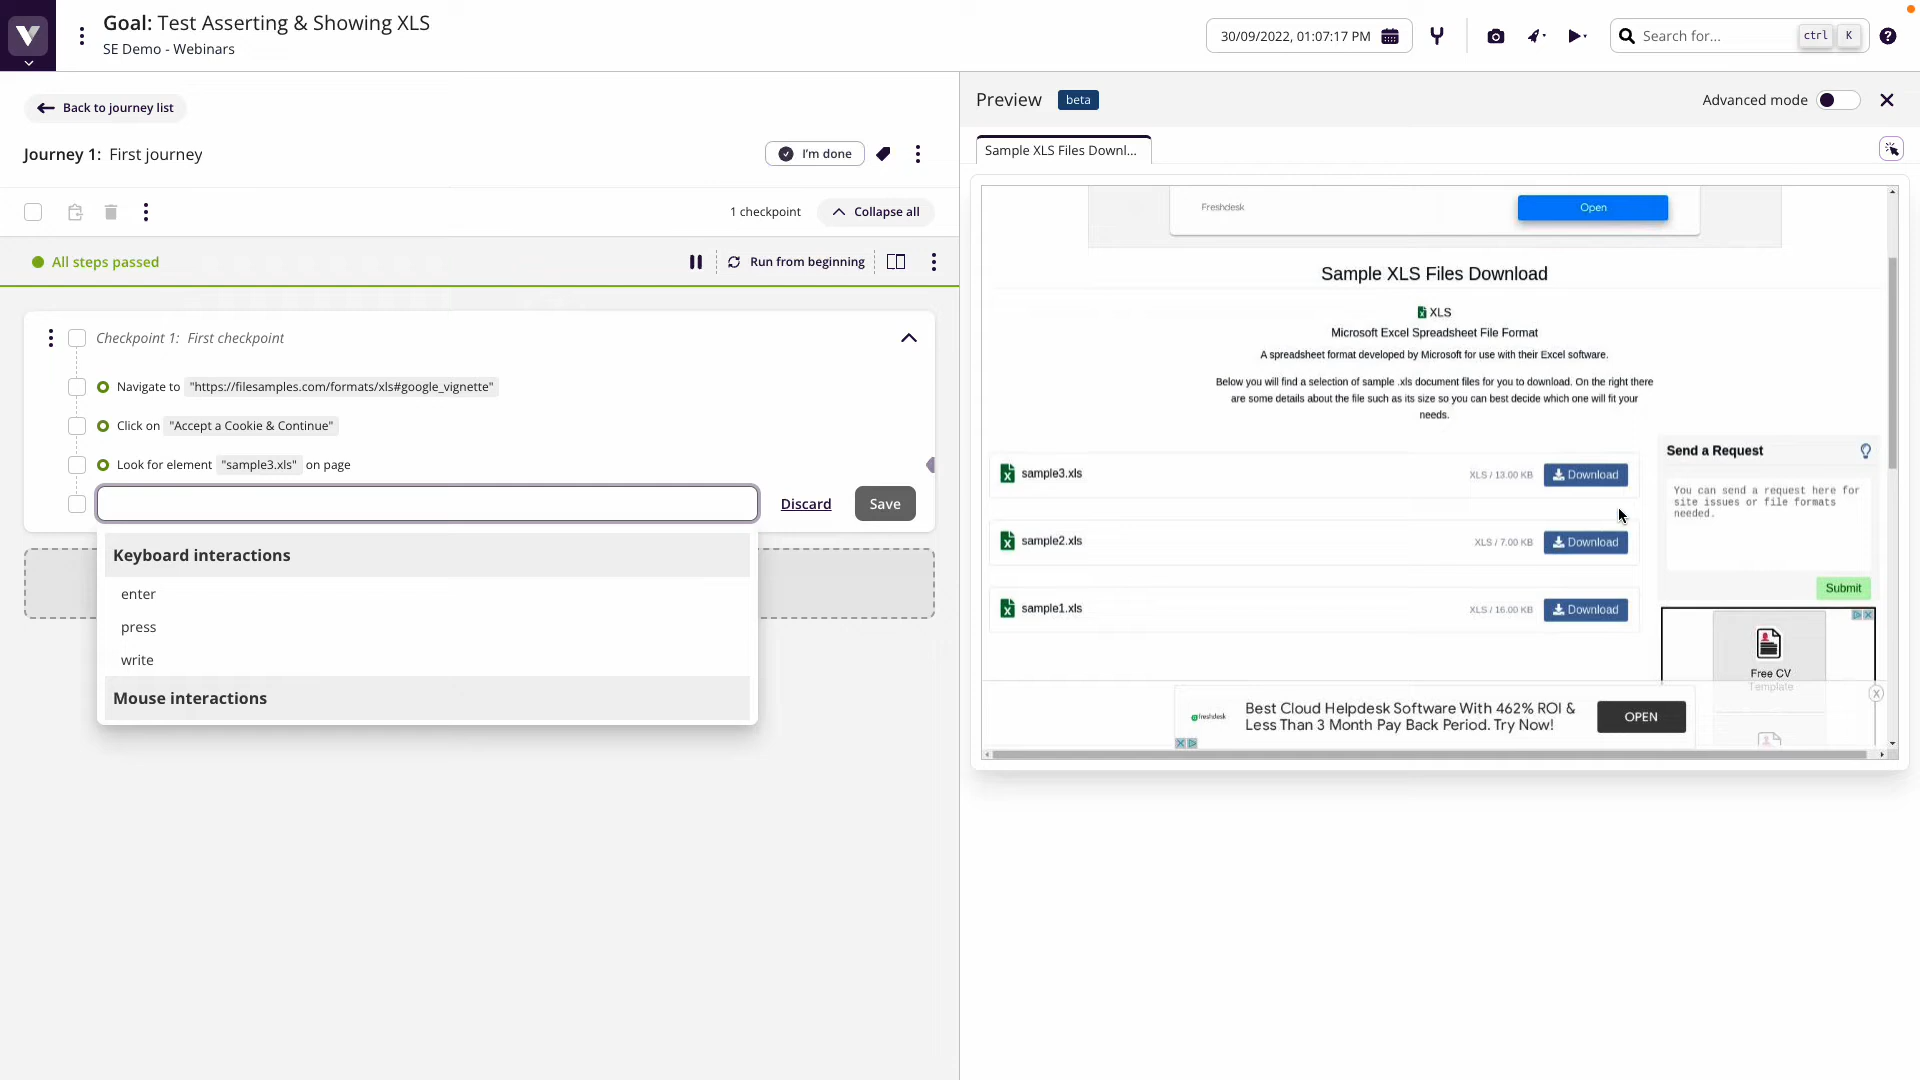 Goal: Test Asserting & Showing XLS
SE Demo - Webinars
30/09/2022, 01:07:17 PM
Search for...
ctrl
K
Back to journey list
Journey 1: First journey
I'm done
1 checkpoint
Collapse all
All steps passed
Run from beginning
Checkpoint 1: First checkpoint
Navigate to "https://filesamples.com/formats/xls#google_vignette"
Click on "Accept a Cookie & Continue"
Look for element "sample3.xls" on page
Discard
Save
Keyboard interactions
enter
press
write
Mouse interactions
Preview
beta
Advanced mode
Sample XLS Files Downl...
Freshdesk
Open
Sample XLS Files Download
XLS
Microsoft Excel Spreadsheet File Format
A spreadsheet format developed by Microsoft for use with their Excel software.
Below you will find a selection of sample .xls document files for you to download. On the right there
are some details about the file such as its size so you can best decide which one will fit your
needs.
sample3.xls
XLS / 13.00 KB
Download
sample2.xls
XLS / 7.00 KB
Download
sample1.xls
XLS / 16.00 KB
Download
Send a Request
You can send a request here for
site issues or file formats
needed.
Submit
Free CV
Template
freshdesk
Best Cloud Helpdesk Software With 462% ROI &
Less Than 3 Month Pay Back Period. Try Now!
OPEN